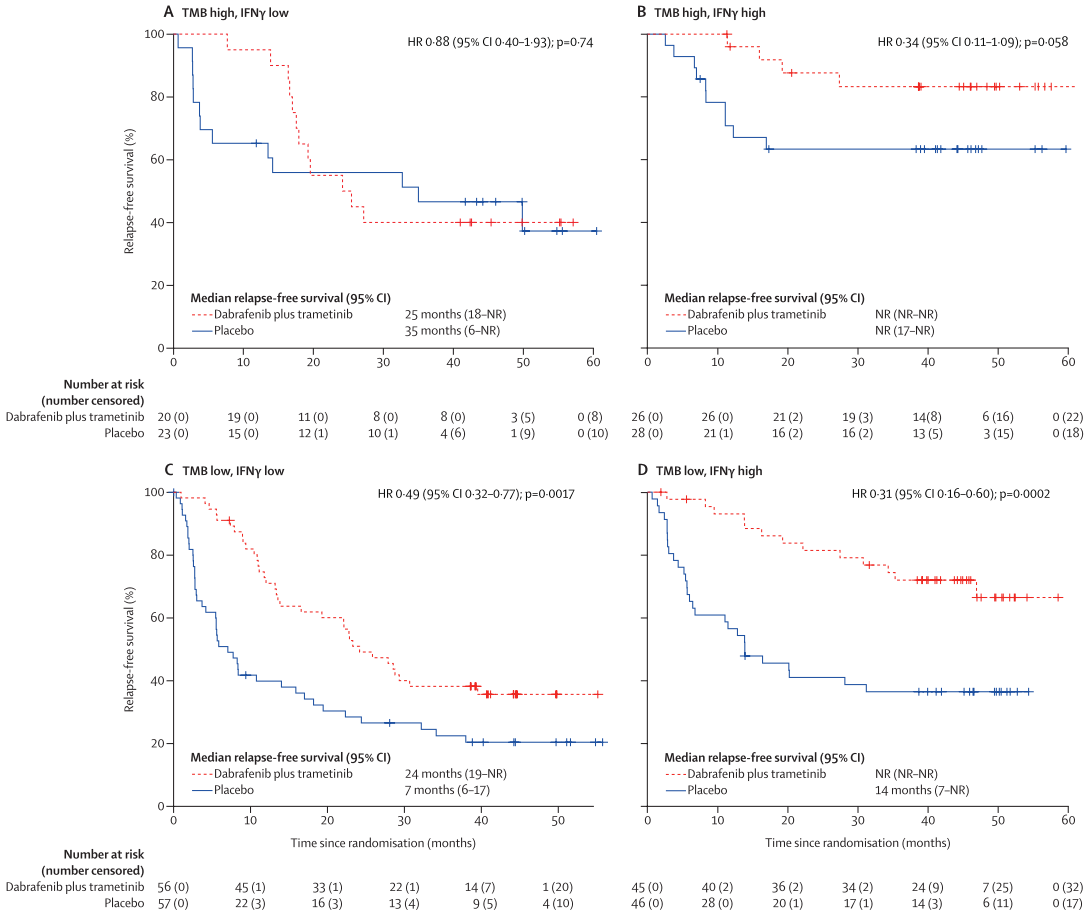 A TMB high, IFNγ low
HR 0·88 (95% CI 0·40–1·93); p=0·74
Relapse-free survival (%)
100
80
60
40
20
0
0 10 20 30 40 50 60
Median relapse-free survival (95% CI)
Dabrafenib plus trametinib 25 months (18–NR)
Placebo 35 months (6–NR)
B TMB high, IFNγ high
HR 0·34 (95% CI 0·11–1·09); p=0·058
Median relapse-free survival (95% CI)
Dabrafenib plus trametinib NR (NR–NR)
Placebo NR (17–NR)
0 10 20 30 40 50 60
Number at risk
(number censored)
Dabrafenib plus trametinib 20 (0) 19 (0) 11 (0) 8 (0) 8 (0) 3 (5) 0 (8) 26 (0) 26 (0) 21 (2) 19 (3) 14(8) 6 (16) 0 (22)
Placebo 23 (0) 15 (0) 12 (1) 10 (1) 4 (6) 1 (9) 0 (10) 28 (0) 21 (1) 16 (2) 16 (2) 13 (5) 3 (15) 0 (18)
C TMB low, IFNγ low
HR 0·49 (95% CI 0·32–0·77); p=0·0017
Relapse-free survival (%)
100
80
60
40
20
0
Median relapse-free survival (95% CI)
Dabrafenib plus trametinib 24 months (19–NR)
Placebo 7 months (6–17)
0 10 20 30 40 50
Time since randomisation (months)
D TMB low, IFNγ high
HR 0·31 (95% CI 0·16–0·60); p=0·0002
Median relapse-free survival (95% CI)
Dabrafenib plus trametinib NR (NR–NR)
Placebo 14 months (7–NR)
0 10 20 30 40 50 60
Time since randomisation (months)
Number at risk
(number censored)
Dabrafenib plus trametinib 56 (0) 45 (1) 33 (1) 22 (1) 14 (7) 1 (20) 0 (32) 45 (0) 40 (2) 36 (2) 34 (2) 24 (9) 7 (25) 0 (32)
Placebo 57 (0) 22 (3) 16 (3) 13 (4) 9 (5) 4 (10) 46 (0) 28 (0) 20 (1) 17 (1) 14 (3) 6 (11) 0 (17)